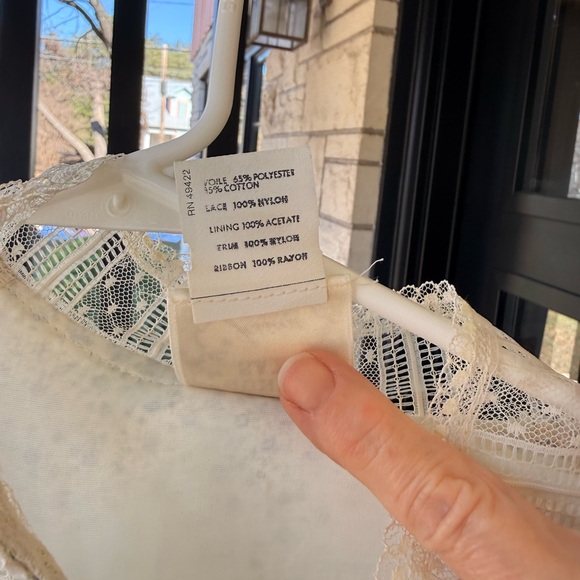 RN 49422
VOILE 65% POLYESTER
35% COTTON
LACE 100% NYLON
LINING 100% ACETATE
TRIM 100% NYLON
RIBBON 100% RAYON